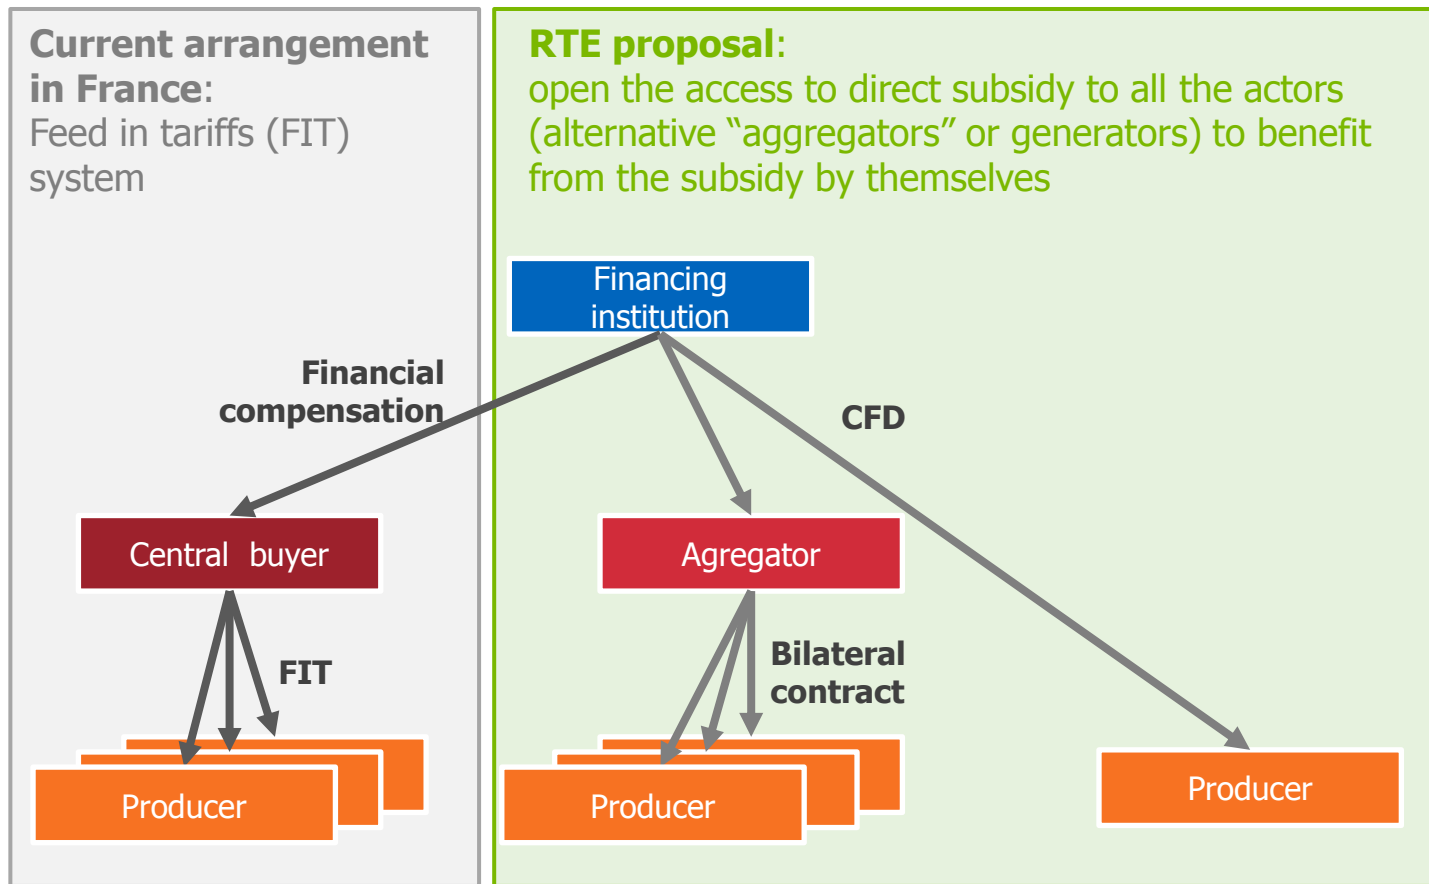 Current arrangement
in France:
Feed in tariffs (FIT)
system
RTE proposal:
open the access to direct subsidy to all the actors
(alternative “aggregators” or generators) to benefit
from the subsidy by themselves
Financing
institution
Financial
compensation
CFD
Central buyer
Agregator
FIT
Bilateral
contract
Producer
Producer
Producer